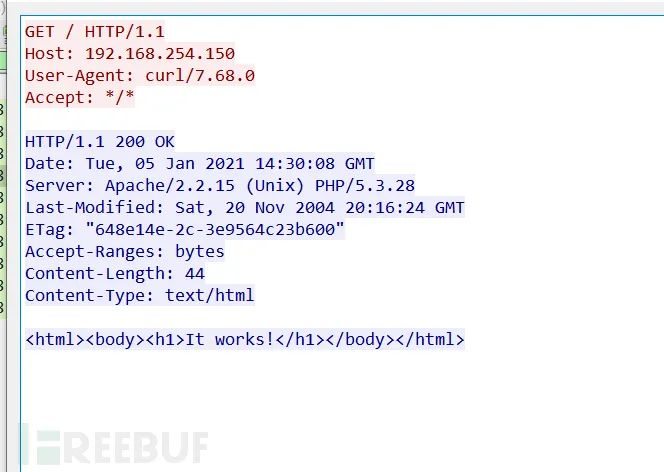 GET / HTTP/1.1
Host: 192.168.254.150
User-Agent: curl/7.68.0
Accept: */*
HTTP/1.1 200 OK
Date: Tue, 05 Jan 2021 14:30:08 GMT
Server: Apache/2.2.15 (Unix) PHP/5.3.28
Last-Modified: Sat, 20 Nov 2004 20:16:24 GMT
ETag: "648e14e-2c-3e9564c23b600"
Accept-Ranges: bytes
Content-Length: 44
Content-Type: text/html
<html><body><h1>It works!</h1></body></html>
FREEBUF